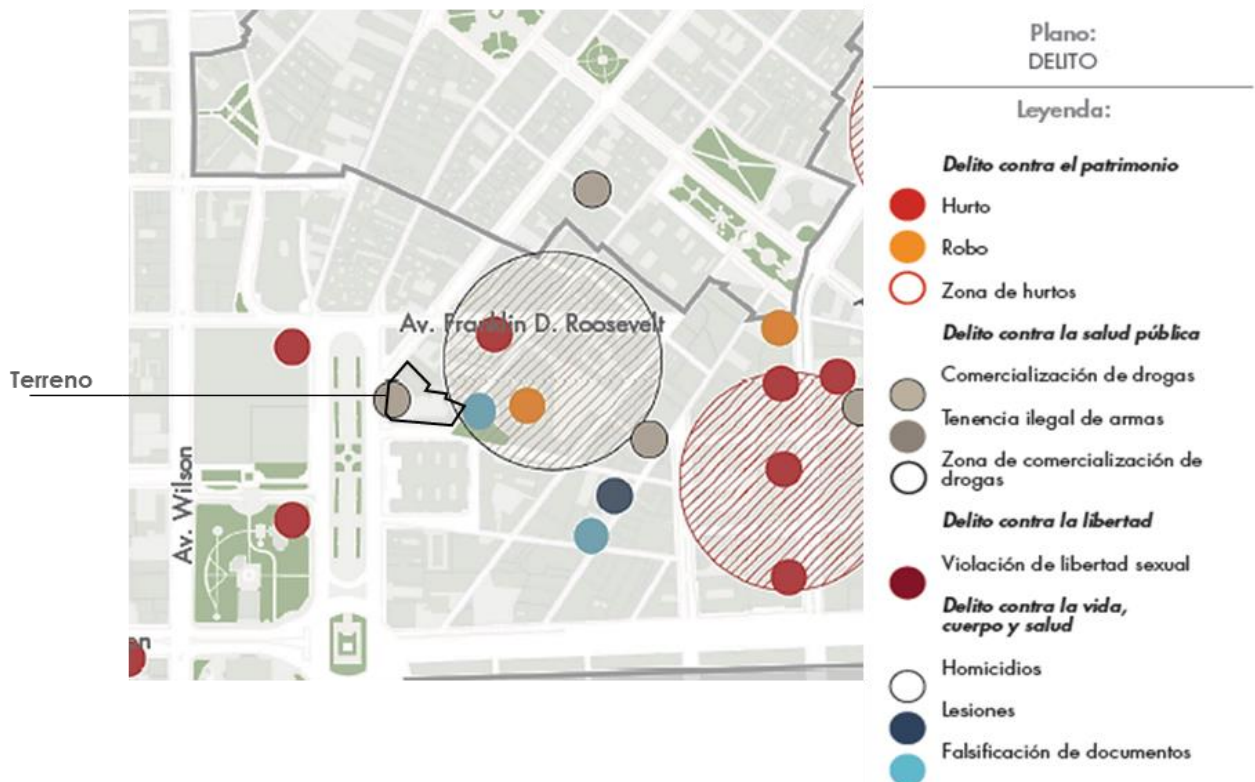 Av. Franklin D. Roosevelt
Terreno
Av. Wilson
en
Plano:
DELITO
Leyenda:
Delito contra el patrimonio
Hurto
Robo
Zona de hurtos
Delito contra la salud pública
Comercialización de drogas
Tenencia ilegal de armas
Zona de comercialización de
drogas
Delito contra la libertad
Violación de libertad sexual
Delito contra la vida,
cuerpo y salud
Homicidios
Lesiones
Falsificación de documentos